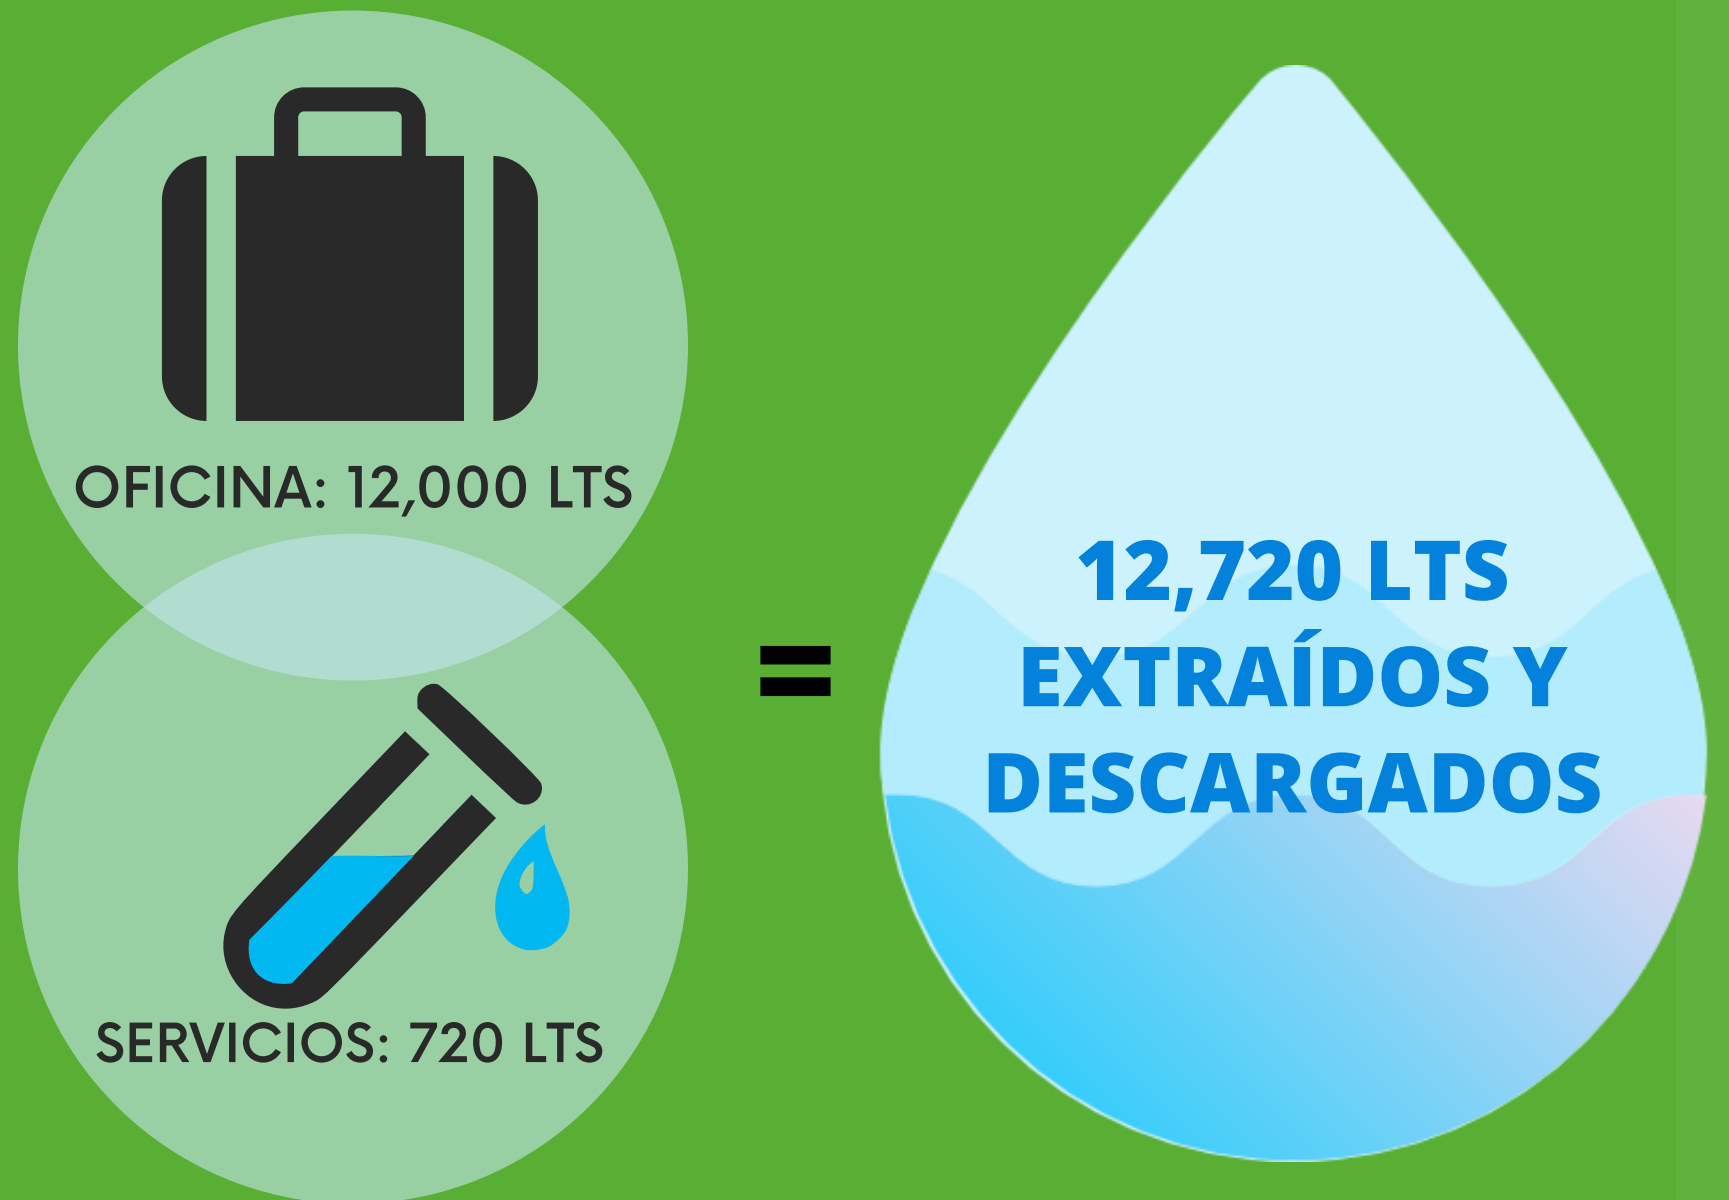 OFICINA: 12,000 LTS
SERVICIOS: 720 LTS
=
12,720 LTS
EXTRAÍDOS Y
DESCARGADOS